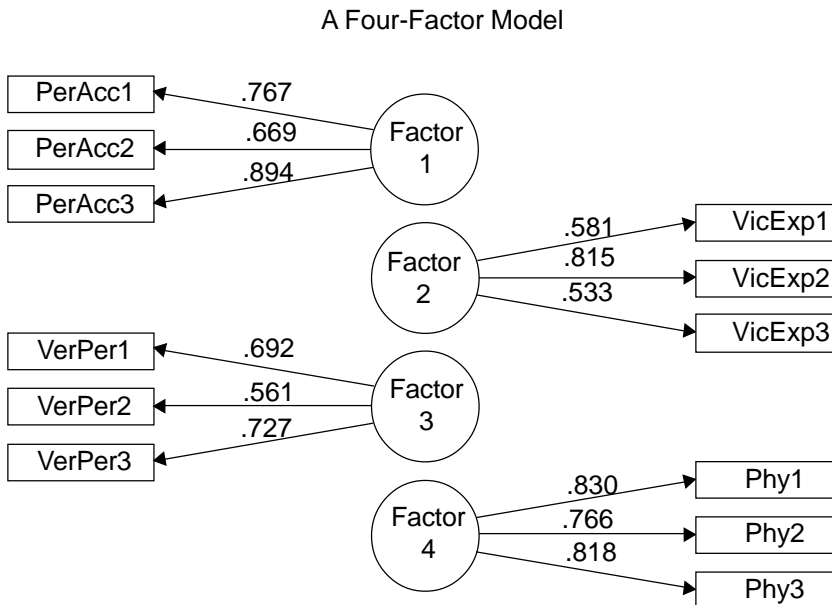 A Four-Factor Model
PerAcc1
.767
PerAcc2
.669
PerAcc3
.894
Factor
1
Factor
2
.581
VicExp1
.815
VicExp2
.533
VicExp3
VerPer1
.692
VerPer2
.561
VerPer3
.727
Factor
3
Factor
4
.830
Phy1
.766
Phy2
.818
Phy3